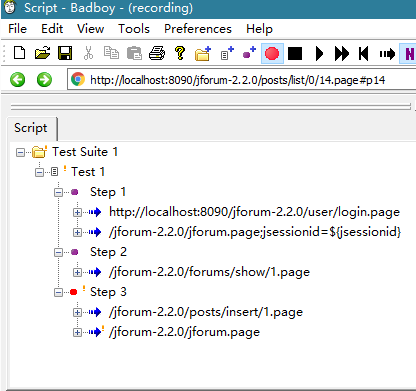 Script - Badboy - (recording)
File Edit View Tools Preferences Help
N
http://localhost:8090/jforum-2.2.0/posts/list/0/14.page#p14
Script
Test Suite 1
Test 1
Step 1
http://localhost:8090/jforum-2.2.0/user/login.page
/jforum-2.2.0/jforum.page;jsessionid=${jsessionid}
Step 2
/jforum-2.2.0/forums/show/1.page
Step 3
/jforum-2.2.0/posts/insert/1.page
/jforum-2.2.0/jforum.page